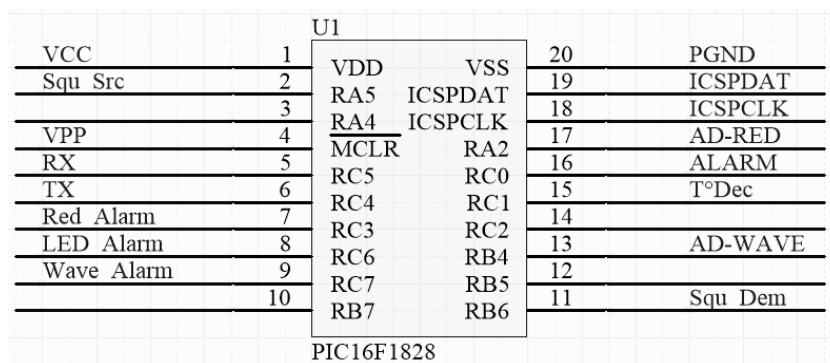 U1
VCC 1 VDD VSS 20 PGND
Squ Src 2 RA5 ICSPDAT 19 ICSPDAT
3 RA4 ICSPCLK 18 ICSPCLK
VPP 4 MCLR RA2 17 AD-RED
RX 5 RC5 RC0 16 ALARM
TX 6 RC4 RC1 15 T°Dec
Red Alarm 7 RC3 RC2 14
LED Alarm 8 RC6 RB4 13 AD-WAVE
Wave Alarm 9 RC7 RB5 12
10 RB7 RB6 11 Squ Dem
PIC16F1828